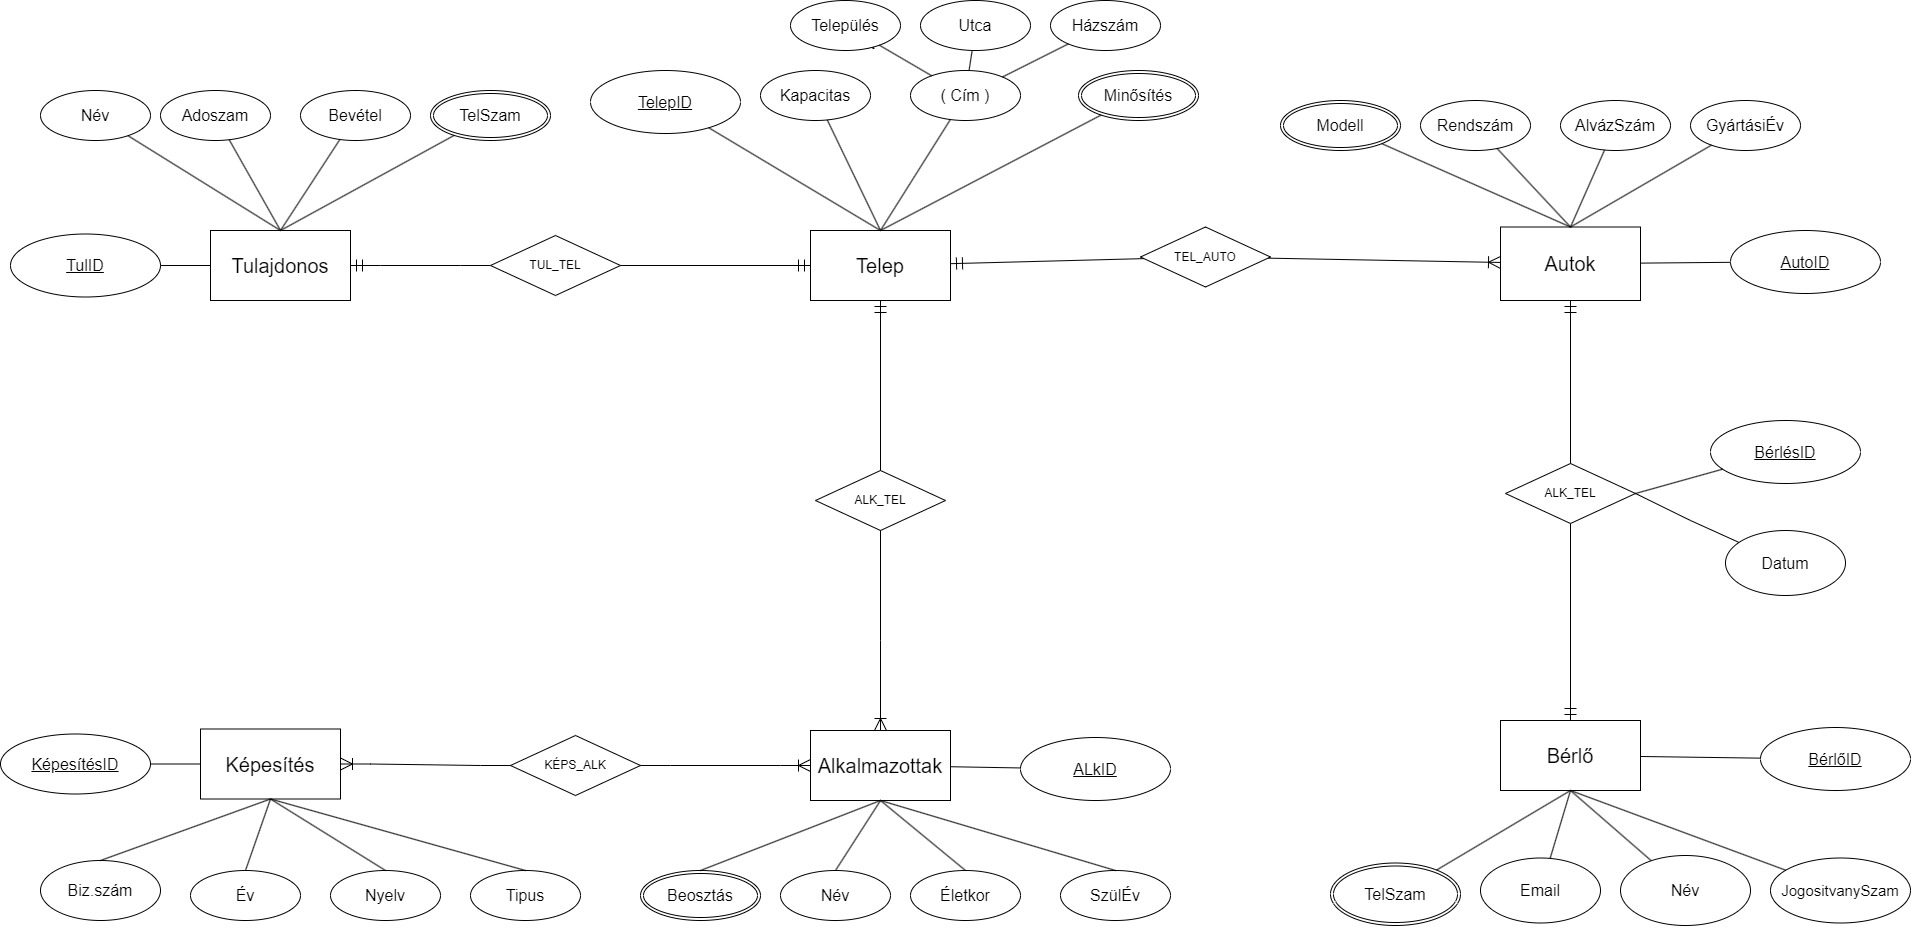 Település
Utca
Házszám
TelepID
Kapacitas
( Cím )
Minősítés
Név
Adoszam
Bevétel
TelSzam
Modell
Rendszám
AlvázSzám
GyártásiÉv
TulID
Tulajdonos
TUL_TEL
Telep
TEL_AUTO
Autok
AutoID
BérlésID
ALK_TEL
ALK_TEL
Datum
KépesítésID
Képesítés
KÉPS_ALK
Alkalmazottak
ALkID
Bérlő
BérlőID
Biz.szám
Év
Nyelv
Tipus
Beosztás
Név
Életkor
SzülÉv
TelSzam
Email
Név
JogositvanySzam